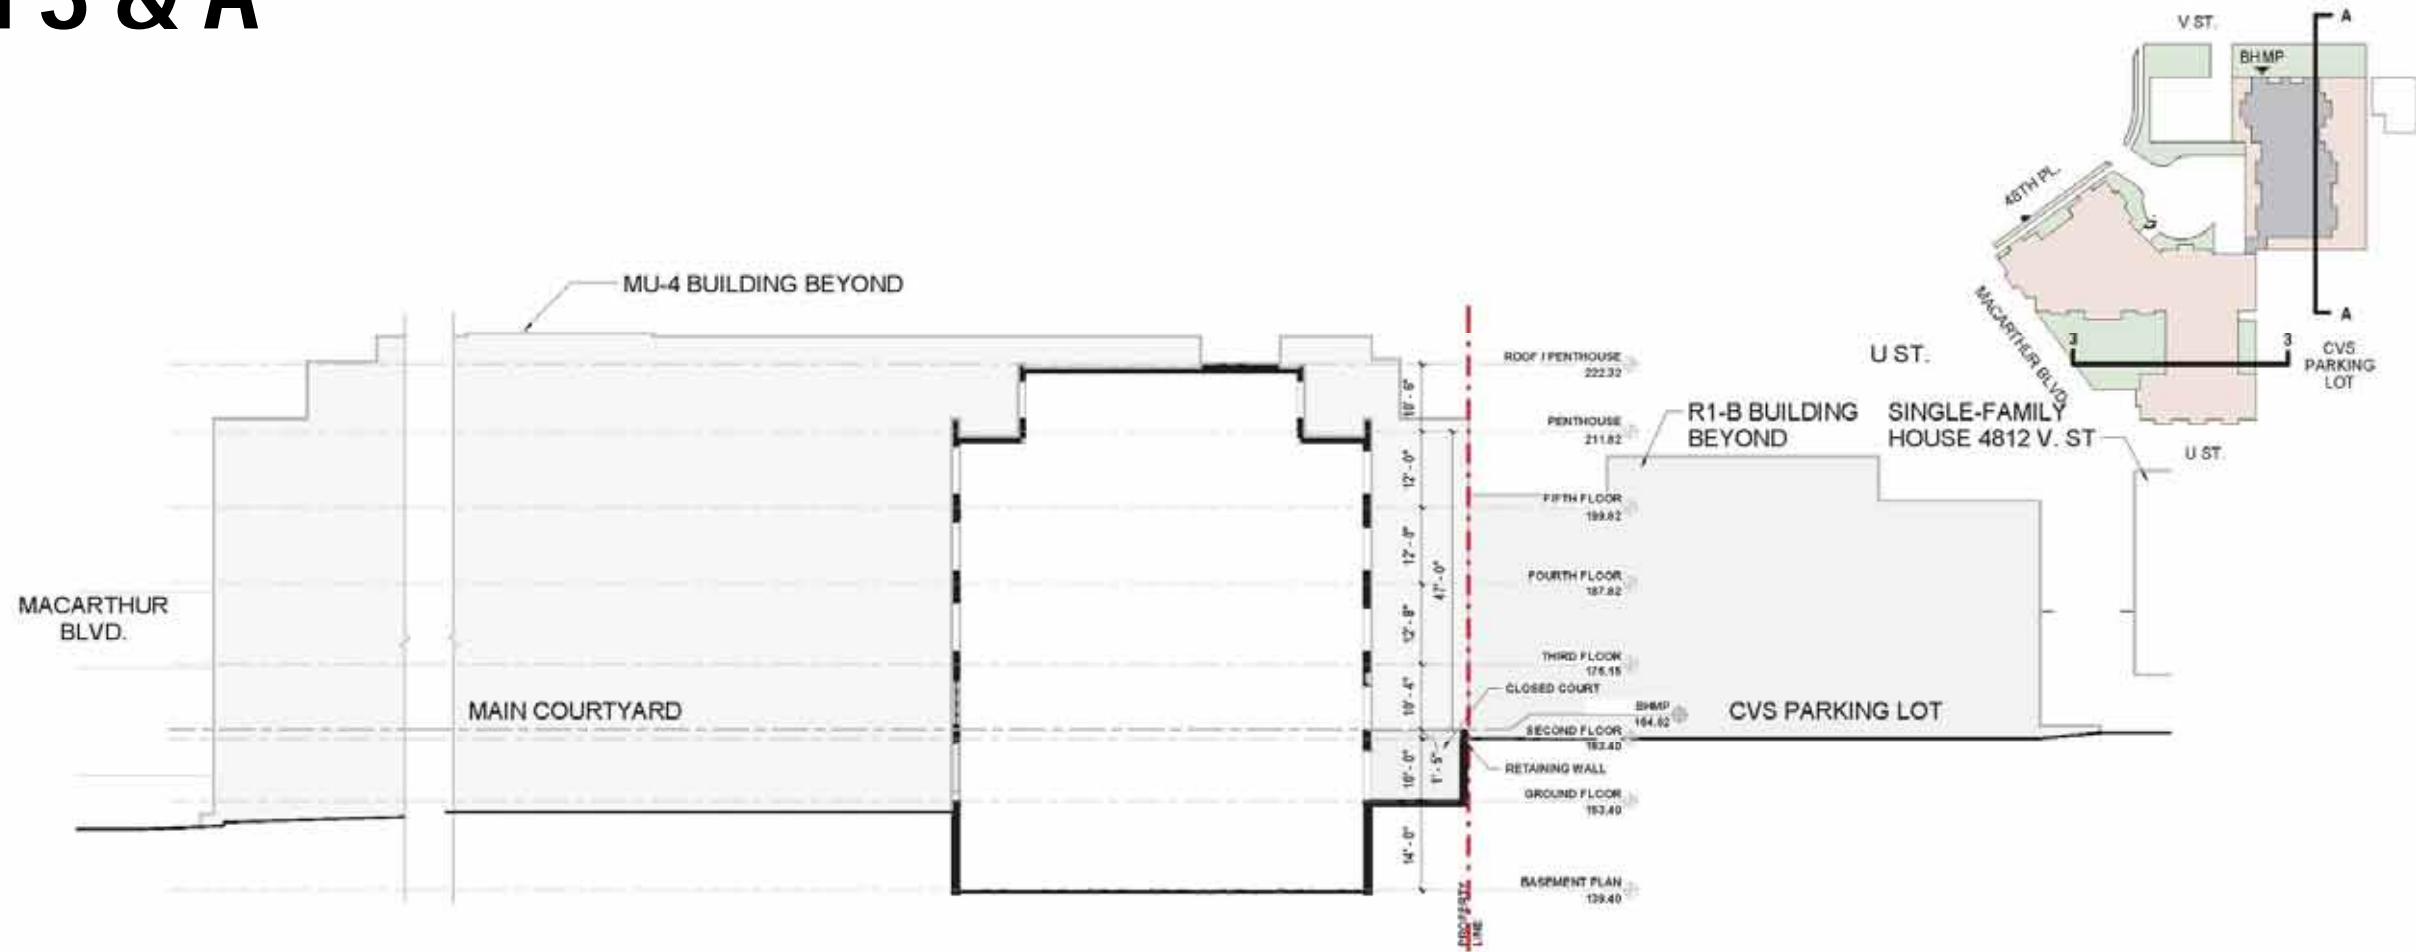 S & A
MU-4 BUILDING BEYOND
MACARTHUR
BLVD.
MAIN COURTYARD
ROOF / PENTHOUSE
222.32
PENTHOUSE
211.82
FIFTH FLOOR
199.82
FOURTH FLOOR
187.82
THIRD FLOOR
175.15
CLOSED COURT
BHMP
164.82
SECOND FLOOR
163.40
RETAINING WALL
GROUND FLOOR
153.40
BASEMENT PLAN
139.40
10' - 6"
12' - 0"
12' - 0"
12' - 8"
10' - 0"
14' - 0"
47' - 0"
1' - 5"
PROPERTY
LINE
U ST.
R1-B BUILDING
BEYOND
SINGLE-FAMILY
HOUSE 4812 V. ST
CVS PARKING LOT
V ST.
A
BHMP
48TH PL.
MACARTHUR BLVD.
A
3
3
CVS
PARKING
LOT
U ST.